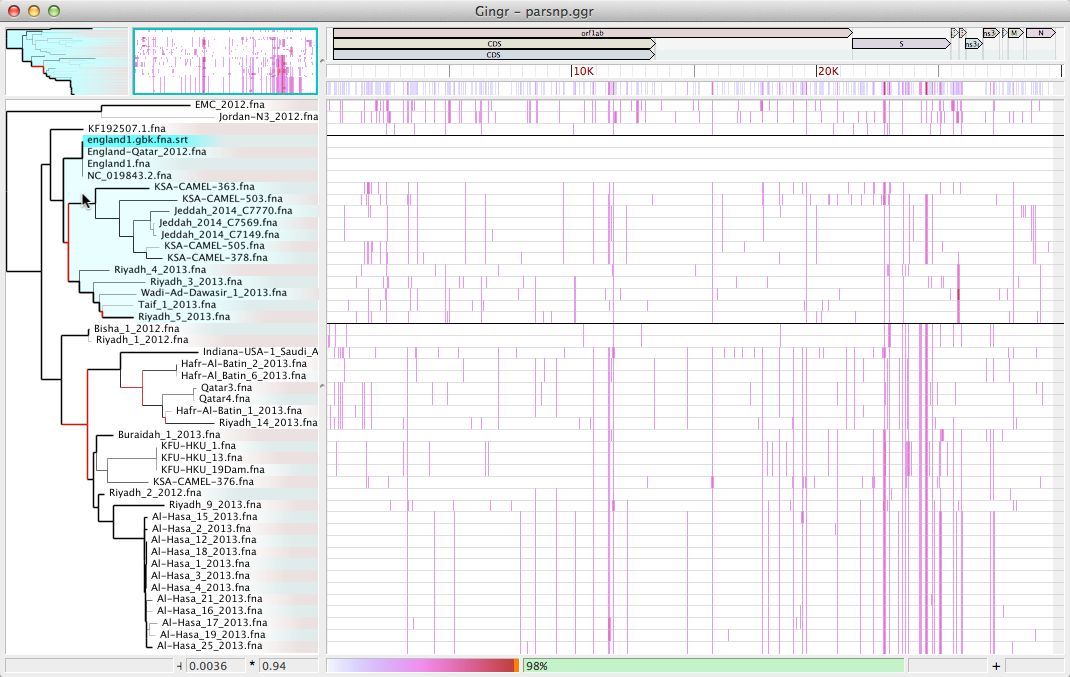 Gingr – parsnp.ggr
orf1ab
CDS
CDS
S
ns3
ns3
M
N
10K
20K
EMC_2012.fna
Jordan-N3_2012.fna
KF192507.1.fna
england1.gbk.fna.srt
England-Qatar_2012.fna
England1.fna
NC_019843.2.fna
KSA-CAMEL-363.fna
KSA-CAMEL-503.fna
Jeddah_2014_C7770.fna
Jeddah_2014_C7569.fna
Jeddah_2014_C7149.fna
KSA-CAMEL-505.fna
KSA-CAMEL-378.fna
Riyadh_4_2013.fna
Riyadh_3_2013.fna
Wadi-Ad-Dawasir_1_2013.fna
Taif_1_2013.fna
Riyadh_5_2013.fna
Bisha_1_2012.fna
Riyadh_1_2012.fna
Indiana-USA-1_Saudi_A
Hafr-Al-Batin_2_2013.fna
Hafr-Al_Batin_6_2013.fna
Qatar3.fna
Qatar4.fna
Hafr-Al-Batin_1_2013.fna
Riyadh_14_2013.fna
Buraidah_1_2013.fna
KFU-HKU_1.fna
KFU-HKU_13.fna
KFU-HKU_19Dam.fna
KSA-CAMEL-376.fna
Riyadh_2_2012.fna
Riyadh_9_2013.fna
Al-Hasa_15_2013.fna
Al-Hasa_2_2013.fna
Al-Hasa_12_2013.fna
Al-Hasa_18_2013.fna
Al-Hasa_1_2013.fna
Al-Hasa_3_2013.fna
Al-Hasa_4_2013.fna
Al-Hasa_21_2013.fna
Al-Hasa_16_2013.fna
Al-Hasa_17_2013.fna
Al-Hasa_19_2013.fna
Al-Hasa_25_2013.fna
0.0036 * 0.94 98% +